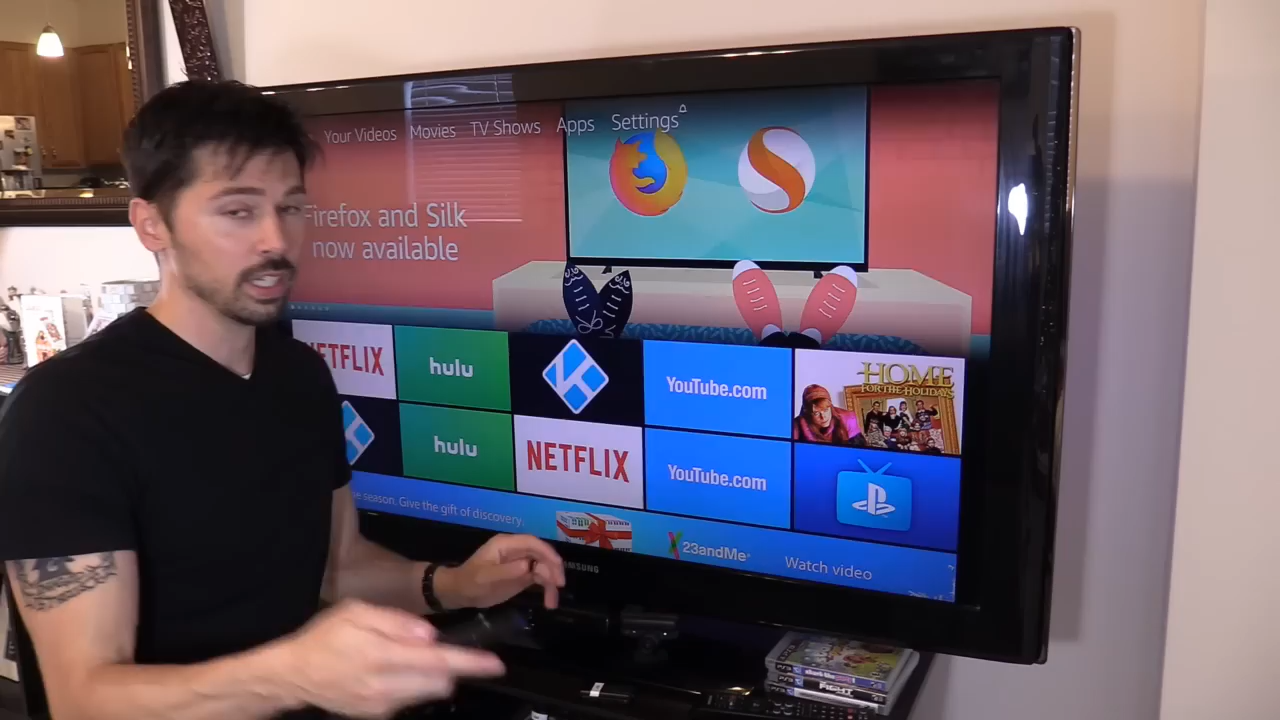 Your Videos Movies TV Shows Apps Settings
Firefox and Silk
now available
NETFLIX
hulu
YouTube.com
HOME
FOR THE HOLIDAYS
hulu
NETFLIX
YouTube.com
season. Give the gift of discovery.
23andMe
Watch video
SAMSUNG